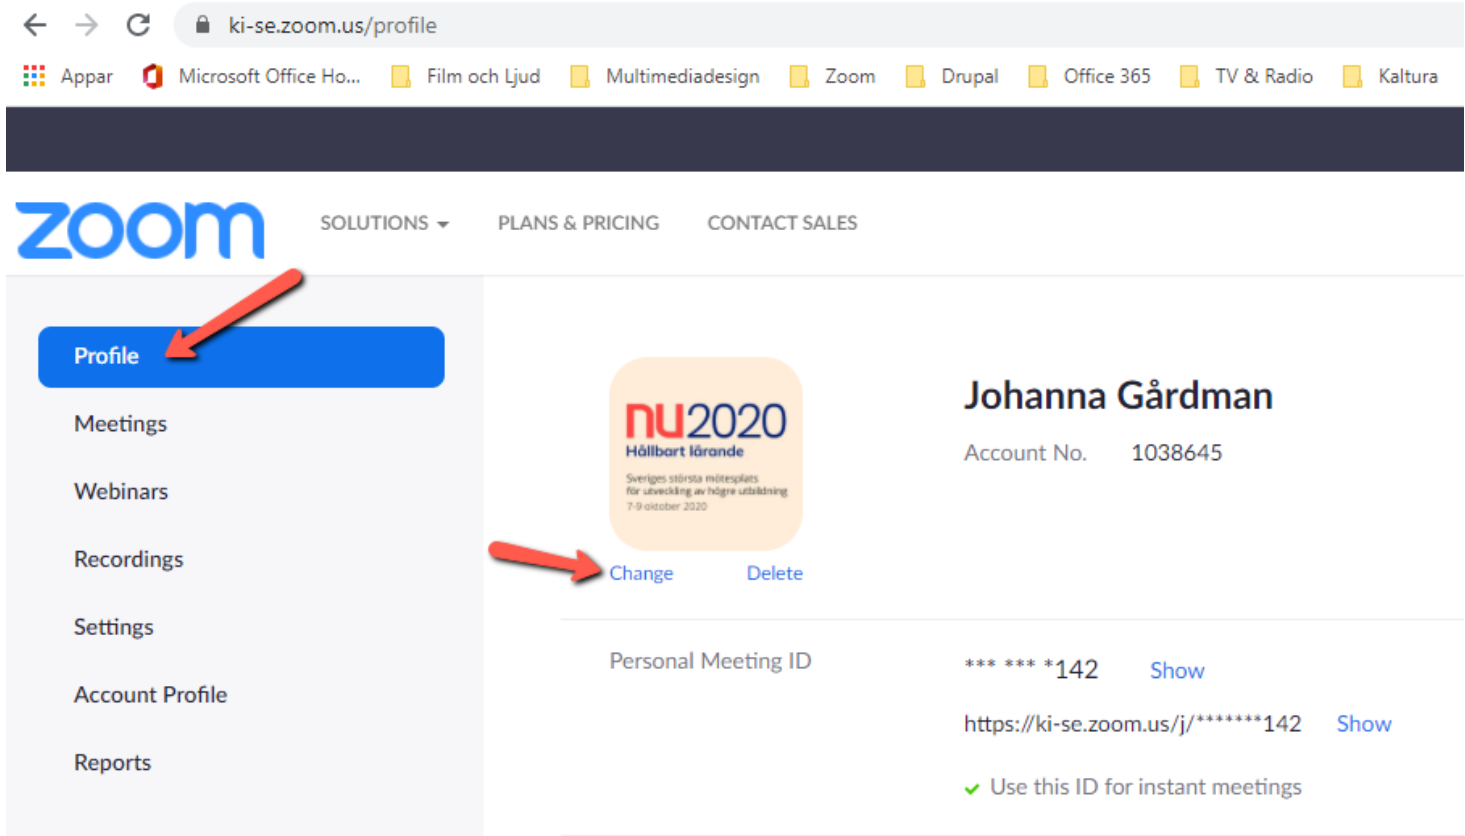 ki-se.zoom.us/profile
Appar Microsoft Office Ho... Film och Ljud Multimediadesign Zoom Drupal Office 365 TV & Radio Kaltura
zoom SOLUTIONS PLANS & PRICING CONTACT SALES
Profile
Meetings
Webinars
Recordings
Settings
Account Profile
Reports
nu2020
Hållbart lärande
Sveriges största mötesplats
för utveckling av högre utbildning
7-9 oktober 2020
Change Delete
Johanna Gårdman
Account No. 1038645
Personal Meeting ID *** *** *142 Show
https://ki-se.zoom.us/j/*******142 Show
Use this ID for instant meetings